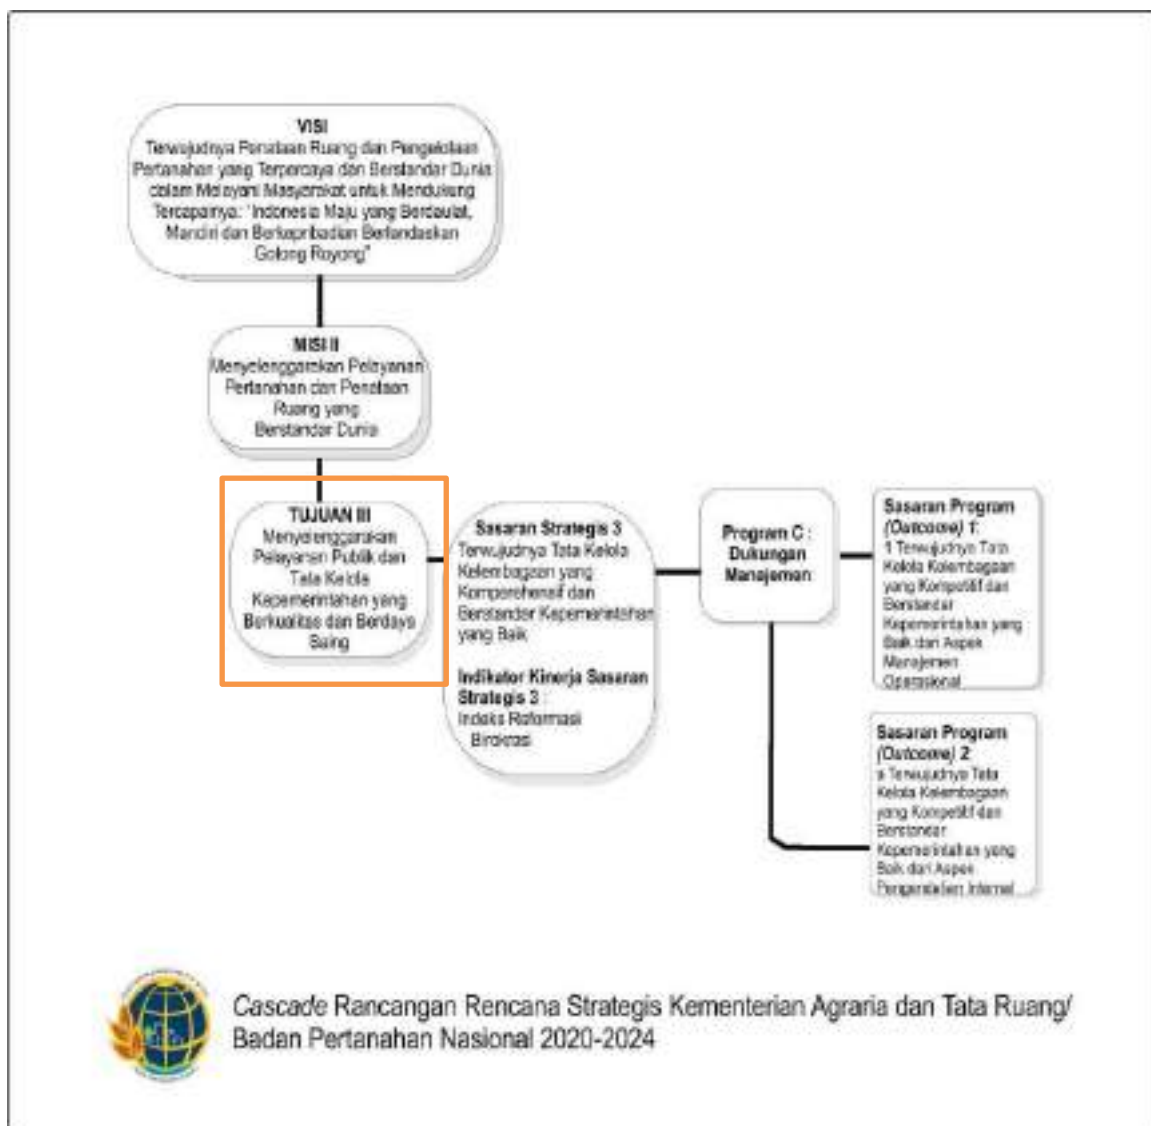 VISI
Terwujudnya Penataan Ruang dan Pengelolaan
Pertanahan yang Terpercaya dan Berstandar Dunia
dalam Melayani Masyarakat untuk Mendukung
Tercapainya: "Indonesia Maju yang Berdaulat,
Mandiri dan Berkepribadian Berlandaskan
Gotong Royong"
MISI II
Menyelenggarakan Pelayanan
Pertanahan dan Penataan
Ruang yang
Berstandar Dunia
TUJUAN III
Menyelenggarakan
Pelayanan Publik dan
Tata Kelola
Kepemerintahan yang
Berkualitas dan Berdaya
Saing
Sasaran Strategis 3
Terwujudnya Tata Kelola
Kelembagaan yang
Komprehensif dan
Berstandar Kepemerintahan
yang Baik
Indikator Kinerja Sasaran
Strategis 3 :
Indeks Reformasi
Birokrasi
Program C :
Dukungan
Manajemen
Sasaran Program
(Outcome) 1:
1 Terwujudnya Tata
Kelola Kelembagaan
yang Kompetitif dan
Berstandar
Kepemerintahan yang
Baik dari Aspek
Manajemen
Operasional
Sasaran Program
(Outcome) 2
Terwujudnya Tata
Kelola Kelembagaan
yang Kompetitif dan
Berstandar
Kepemerintahan yang
Baik dari Aspek
Pengendalian Internal
Cascade Rancangan Rencana Strategis Kementerian Agraria dan Tata Ruang/
Badan Pertanahan Nasional 2020-2024